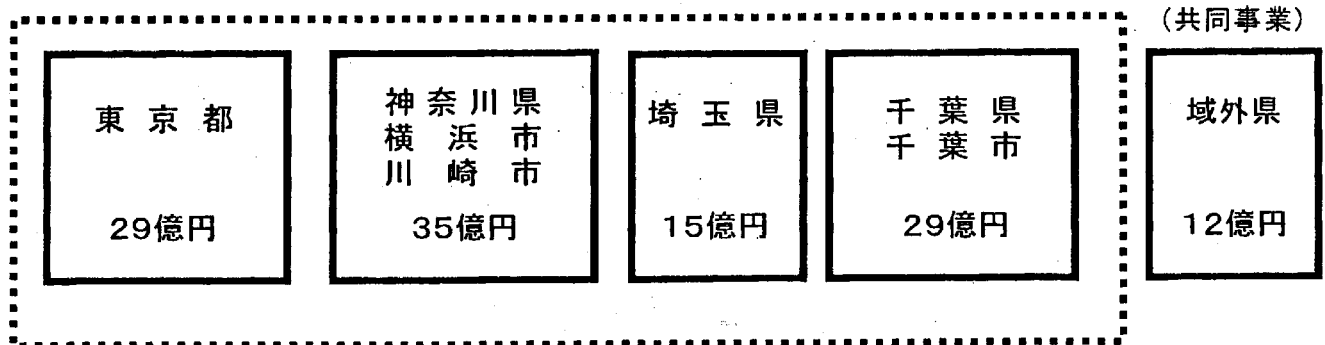 (共同事業)
東京都
29億円
神奈川県
横浜市
川崎市
35億円
埼玉県
15億円
千葉県
千葉市
29億円
域外県
12億円